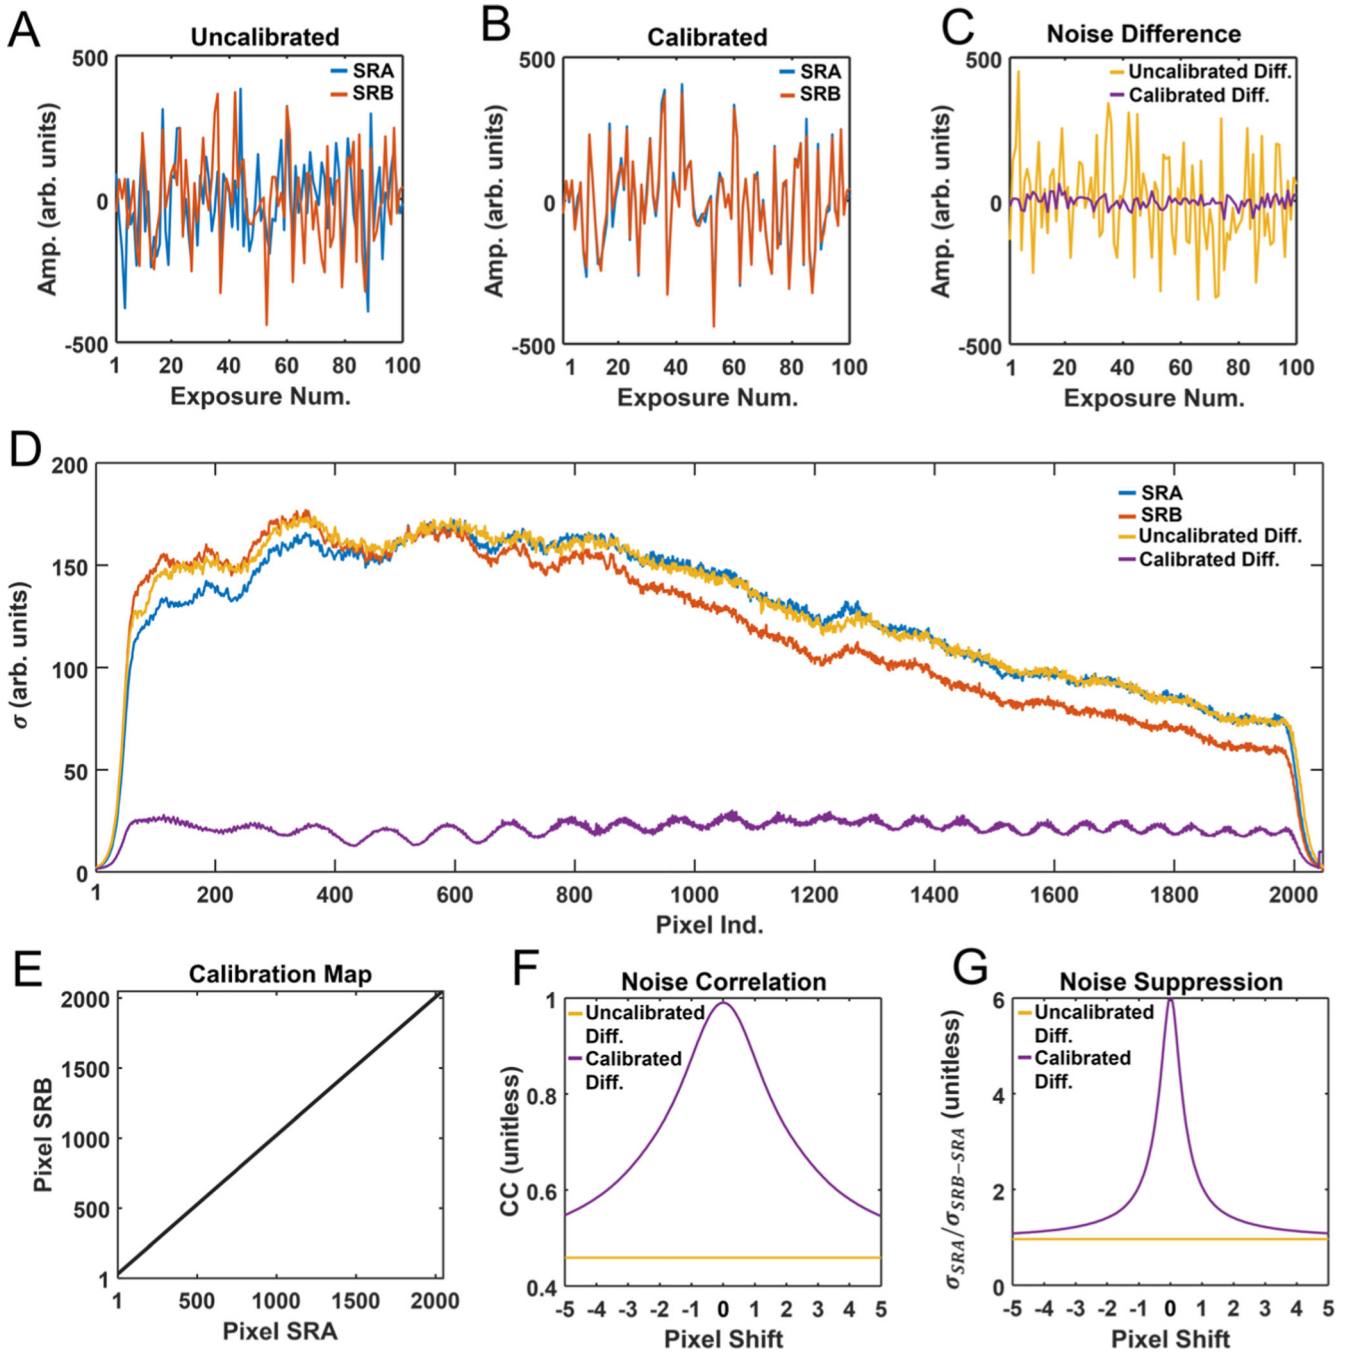 A
Uncalibrated
500
0
-500
Amp. (arb. units)
SRA
SRB
1 20 40 60 80 100
Exposure Num.
B
Calibrated
500
0
-500
Amp. (arb. units)
SRA
SRB
1 20 40 60 80 100
Exposure Num.
C
Noise Difference
500
0
-500
Amp. (arb. units)
Uncalibrated Diff.
Calibrated Diff.
1 20 40 60 80 100
Exposure Num.
D
200
150
100
50
0
σ (arb. units)
SRA
SRB
Uncalibrated Diff.
Calibrated Diff.
1 200 400 600 800 1000 1200 1400 1600 1800 2000
Pixel Ind.
E
Calibration Map
2000
1500
1000
500
1
Pixel SRB
1 500 1000 1500 2000
Pixel SRA
F
Noise Correlation
1
0.8
0.6
0.4
CC (unitless)
Uncalibrated
Diff.
Calibrated
Diff.
-5 -4 -3 -2 -1 0 1 2 3 4 5
Pixel Shift
G
Noise Suppression
6
4
2
0
σSRA/σSRB−SRA (unitless)
Uncalibrated
Diff.
Calibrated
Diff.
-5 -4 -3 -2 -1 0 1 2 3 4 5
Pixel Shift